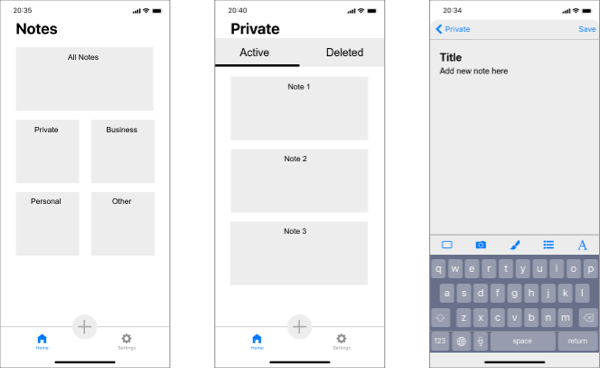 20:35
Notes
All Notes
Private
Business
Personal
Other
Home
Settings
20:40
Private
Active
Deleted
Note 1
Note 2
Note 3
Home
Settings
20:34
Private
Save
Title
Add new note here
A
q w e r t y u i o p
a s d f g h j k l
z x c v b n m
123
space
return